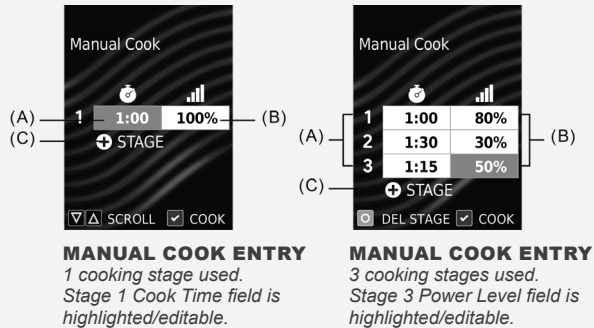 Manual Cook
(A) 1 1:00 100% (B)
(C) STAGE
SCROLL COOK
MANUAL COOK ENTRY
1 cooking stage used.
Stage 1 Cook Time field is
highlighted/editable.
Manual Cook
1 1:00 80%
(A) 2 1:30 30% (B)
3 1:15 50%
(C) STAGE
DEL STAGE COOK
MANUAL COOK ENTRY
3 cooking stages used.
Stage 3 Power Level field is
highlighted/editable.